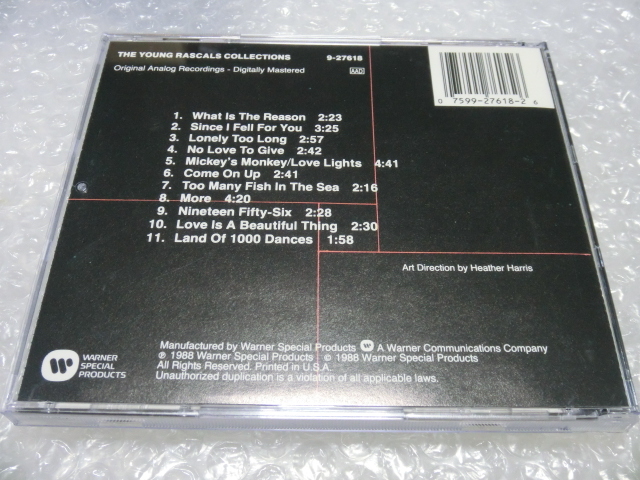 THE YOUNG RASCALS COLLECTIONS 9-27618
Original Analog Recordings - Digitally Mastered AAD
0 7599-27618-2 6
1. What Is The Reason 2:23
2. Since I Fell For You 3:25
3. Lonely Too Long 2:57
4. No Love To Give 2:42
5. Mickey's Monkey/Love Lights 4:41
6. Come On Up 2:41
7. Too Many Fish In The Sea 2:16
8. More 4:20
9. Nineteen Fifty-Six 2:28
10. Love Is A Beautiful Thing 2:30
11. Land Of 1000 Dances 1:58
Art Direction by Heather Harris
Manufactured by Warner Special Products A Warner Communications Company
℗ 1988 Warner Special Products © 1988 Warner Special Products
All Rights Reserved. Printed in U.S.A.
Unauthorized duplication is a violation of all applicable laws.
WARNER
SPECIAL
PRODUCTS